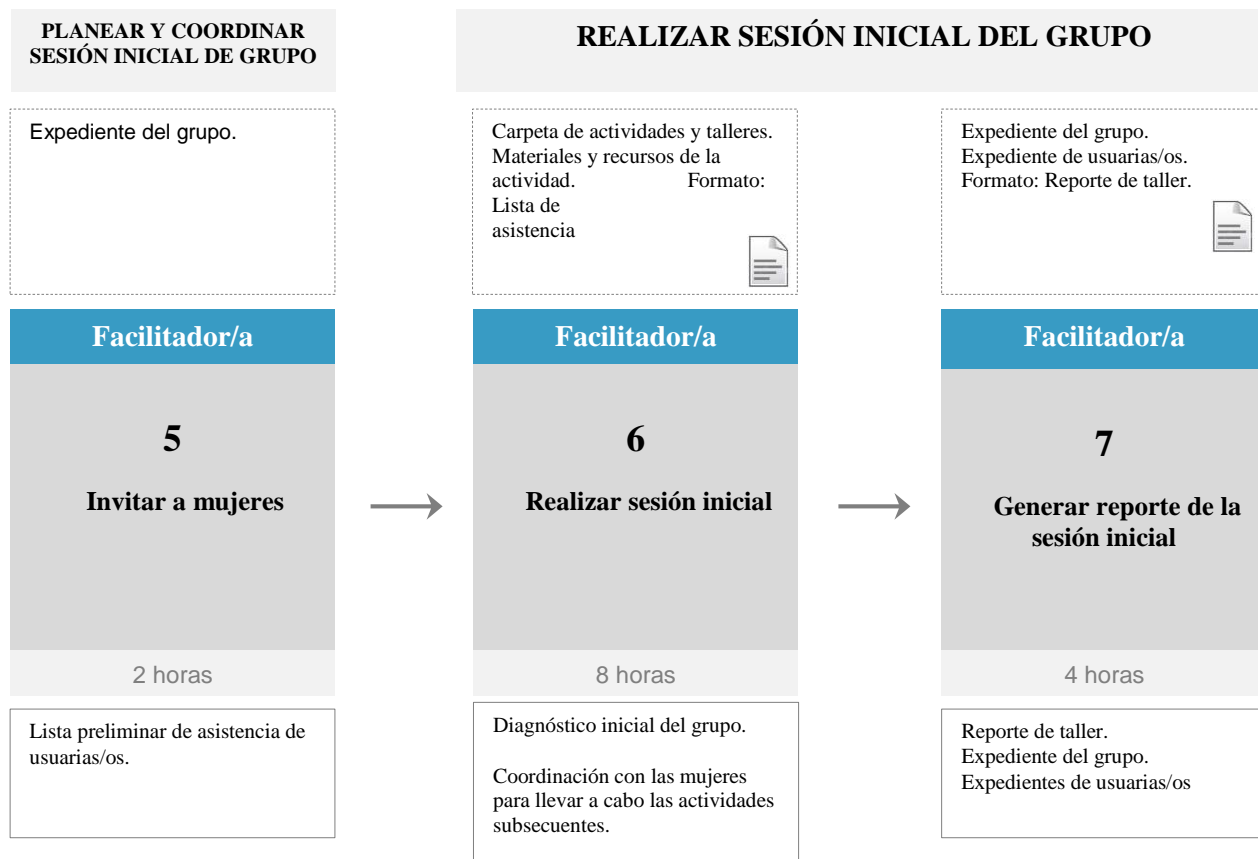 PLANEAR Y COORDINAR
SESIÓN INICIAL DE GRUPO
REALIZAR SESIÓN INICIAL DEL GRUPO
Expediente del grupo.
Carpeta de actividades y talleres.
Materiales y recursos de la
actividad. Formato:
Lista de
asistencia
Expediente del grupo.
Expediente de usuarias/os.
Formato: Reporte de taller.
Facilitador/a
5
Invitar a mujeres
2 horas
Lista preliminar de asistencia de
usuarias/os.
Facilitador/a
6
Realizar sesión inicial
8 horas
Diagnóstico inicial del grupo.
Coordinación con las mujeres
para llevar a cabo las actividades
subsecuentes.
Facilitador/a
7
Generar reporte de la
sesión inicial
4 horas
Reporte de taller.
Expediente del grupo.
Expedientes de usuarias/os